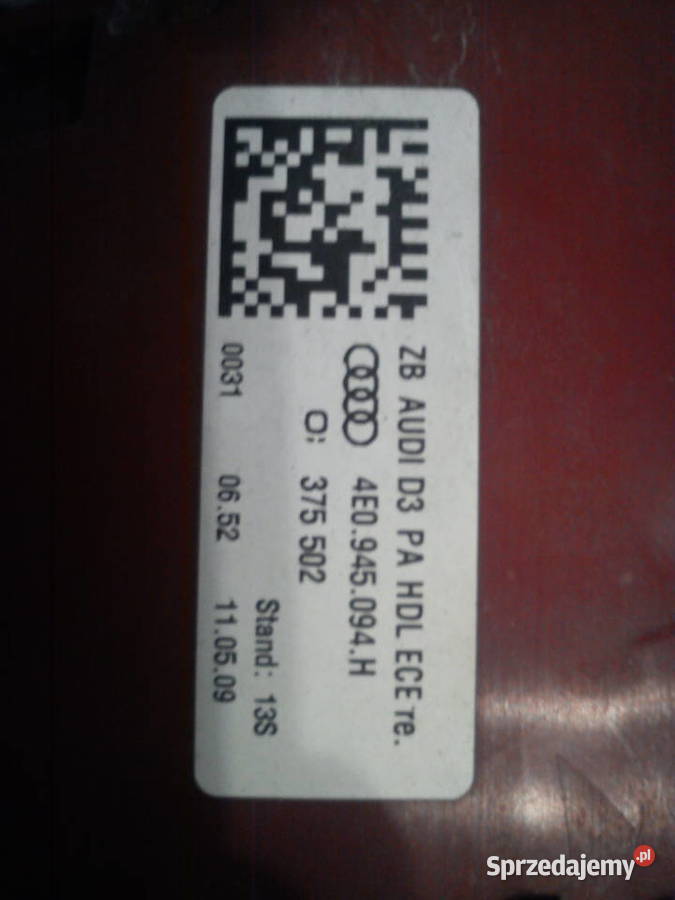 ZB AUDI D3 PA HDL ECE re.
4E0.945.094.H
O: 375 502
Stand: 13S
0031 06.52 11.05.09
Sprzedajemy.pl